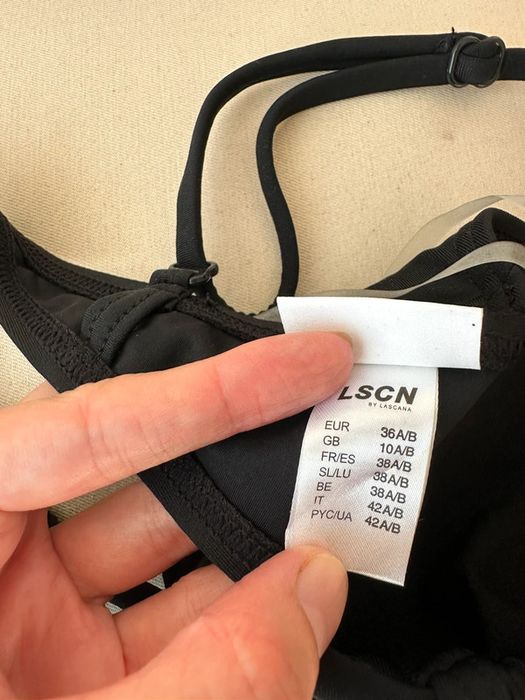 LSCN
BY LASCANA
EUR 36A/B
GB 10A/B
FR/ES 38A/B
SL/LU 38A/B
BE 38A/B
IT 42A/B
PYC/UA 42A/B